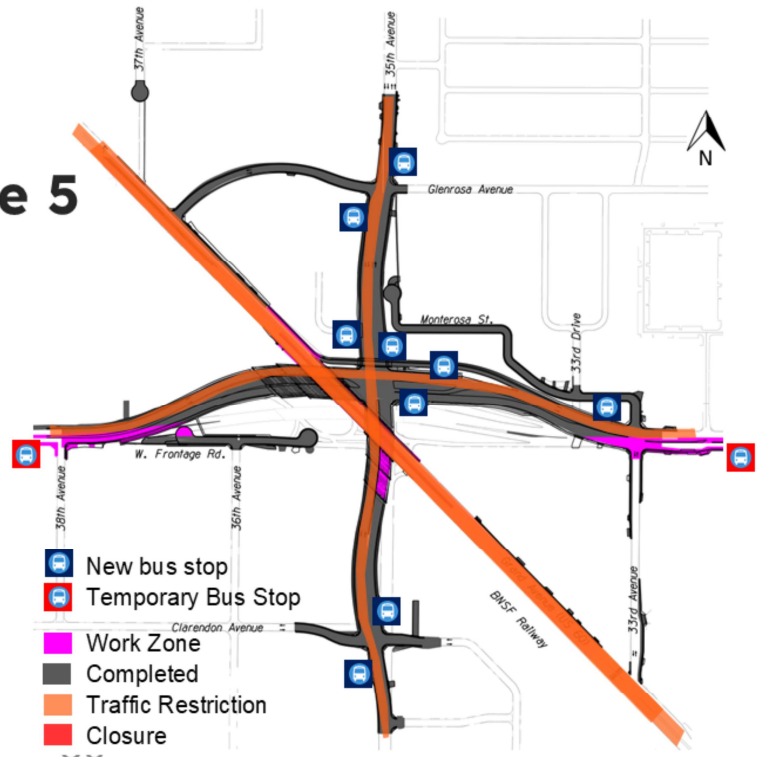 37th Avenue
35th Avenue
N
e 5
Glenrosa Avenue
Monterosa St.
33rd Drive
W. Frontage Rd.
38th Avenue
36th Avenue
New bus stop
Temporary Bus Stop
BNSF Railway
33rd Avenue
Clarendon Avenue
Work Zone
Completed
Traffic Restriction
Closure